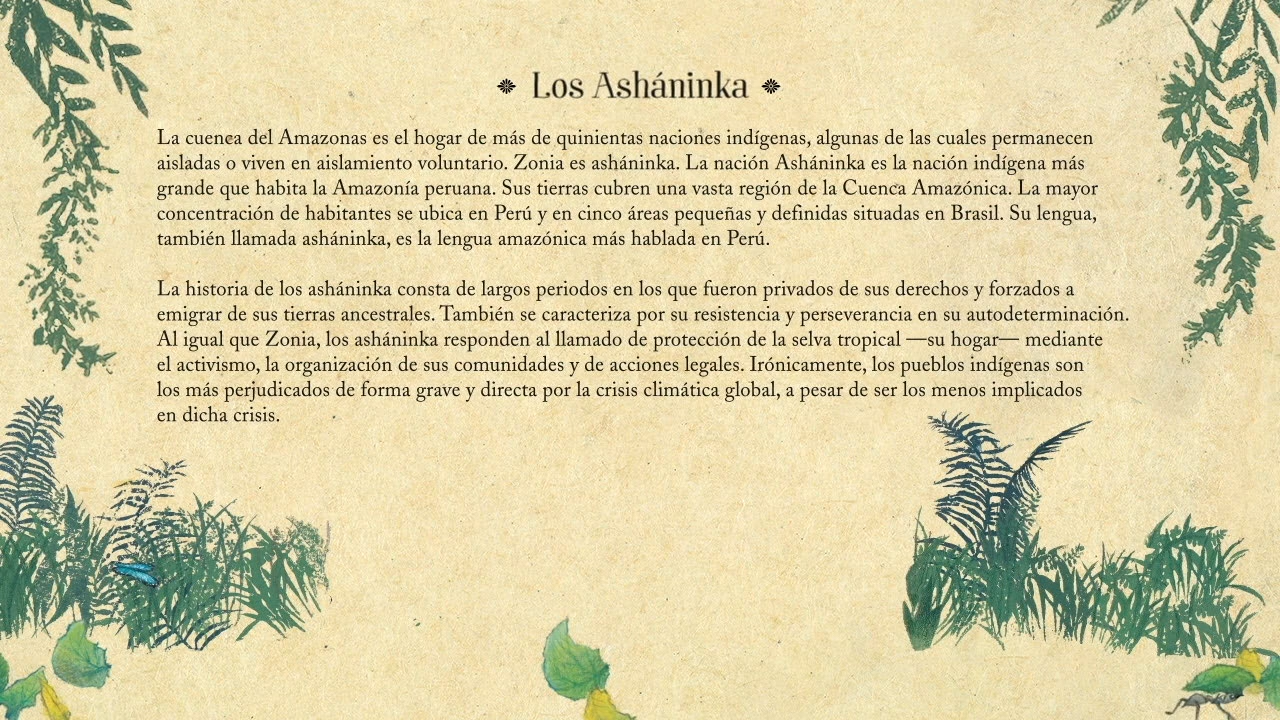 Los Asháninka
La cuenca del Amazonas es el hogar de más de quinientas naciones indígenas, algunas de las cuales permanecen
aisladas o viven en aislamiento voluntario. Zonia es asháninka. La nación Asháninka es la nación indígena más
grande que habita la Amazonía peruana. Sus tierras cubren una vasta región de la Cuenca Amazónica. La mayor
concentración de habitantes se ubica en Perú y en cinco áreas pequeñas y definidas situadas en Brasil. Su lengua,
también llamada asháninka, es la lengua amazónica más hablada en Perú.
La historia de los asháninka consta de largos periodos en los que fueron privados de sus derechos y forzados a
emigrar de sus tierras ancestrales. También se caracteriza por su resistencia y perseverancia en su autodeterminación.
Al igual que Zonia, los asháninka responden al llamado de protección de la selva tropical —su hogar— mediante
el activismo, la organización de sus comunidades y de acciones legales. Irónicamente, los pueblos indígenas son
los más perjudicados de forma grave y directa por la crisis climática global, a pesar de ser los menos implicados
en dicha crisis.